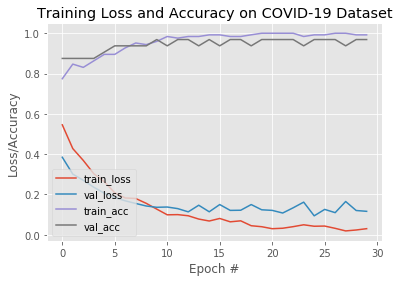 Training Loss and Accuracy on COVID-19 Dataset
Loss/Accuracy
1.0
0.8
0.6
0.4
0.2
0.0
train_loss
val_loss
train_acc
val_acc
0 5 10 15 20 25 30
Epoch #